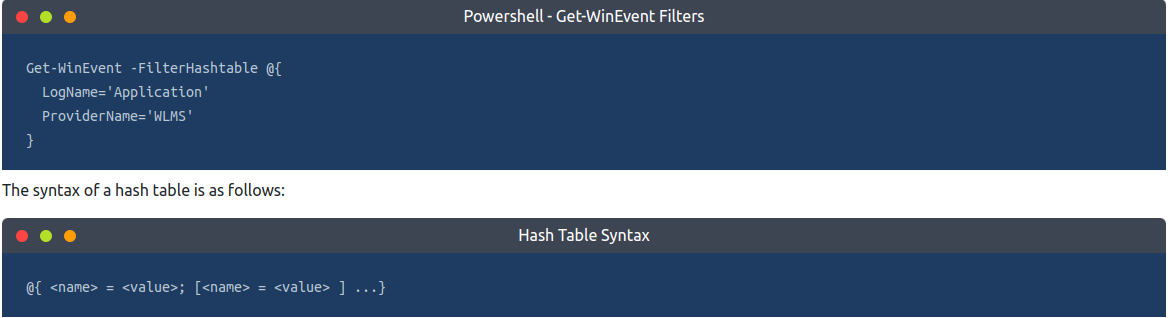 Powershell - Get-WinEvent Filters
Get-WinEvent -FilterHashtable @{
  LogName='Application'
  ProviderName='WLMS'
}
The syntax of a hash table is as follows:
Hash Table Syntax
@{ <name> = <value>; [<name> = <value> ] ...}